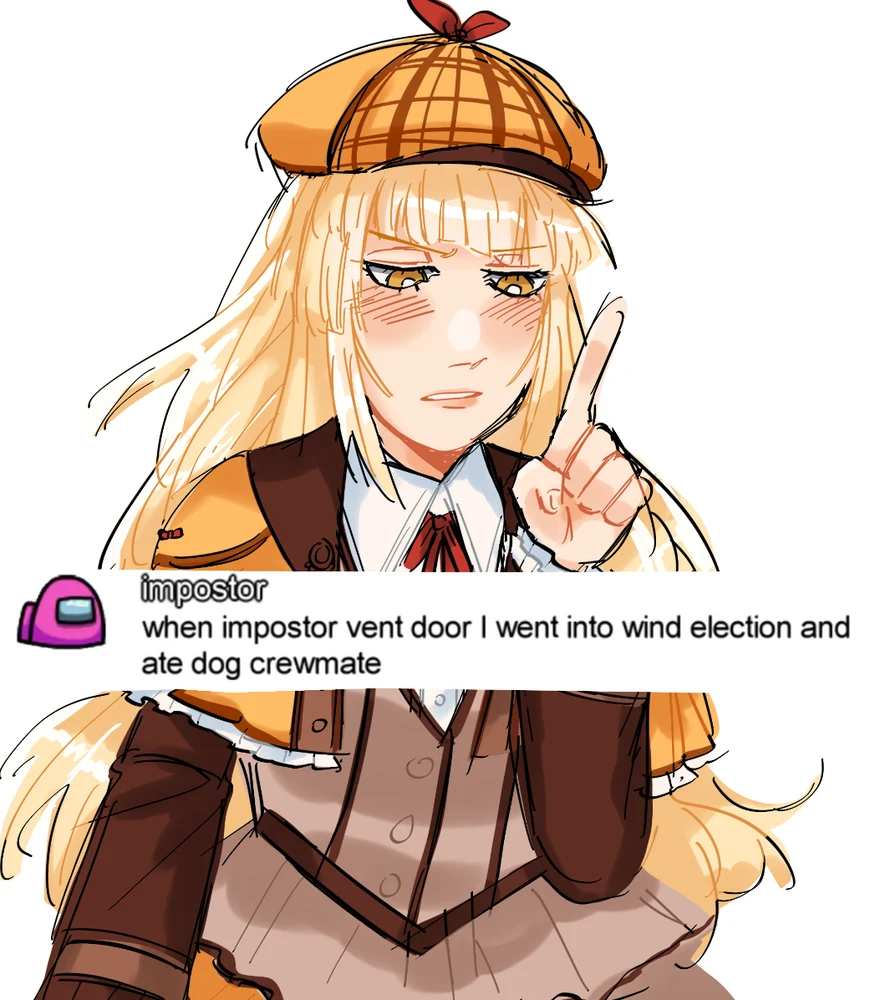 impostor
when impostor vent door I went into wind election and
ate dog crewmate